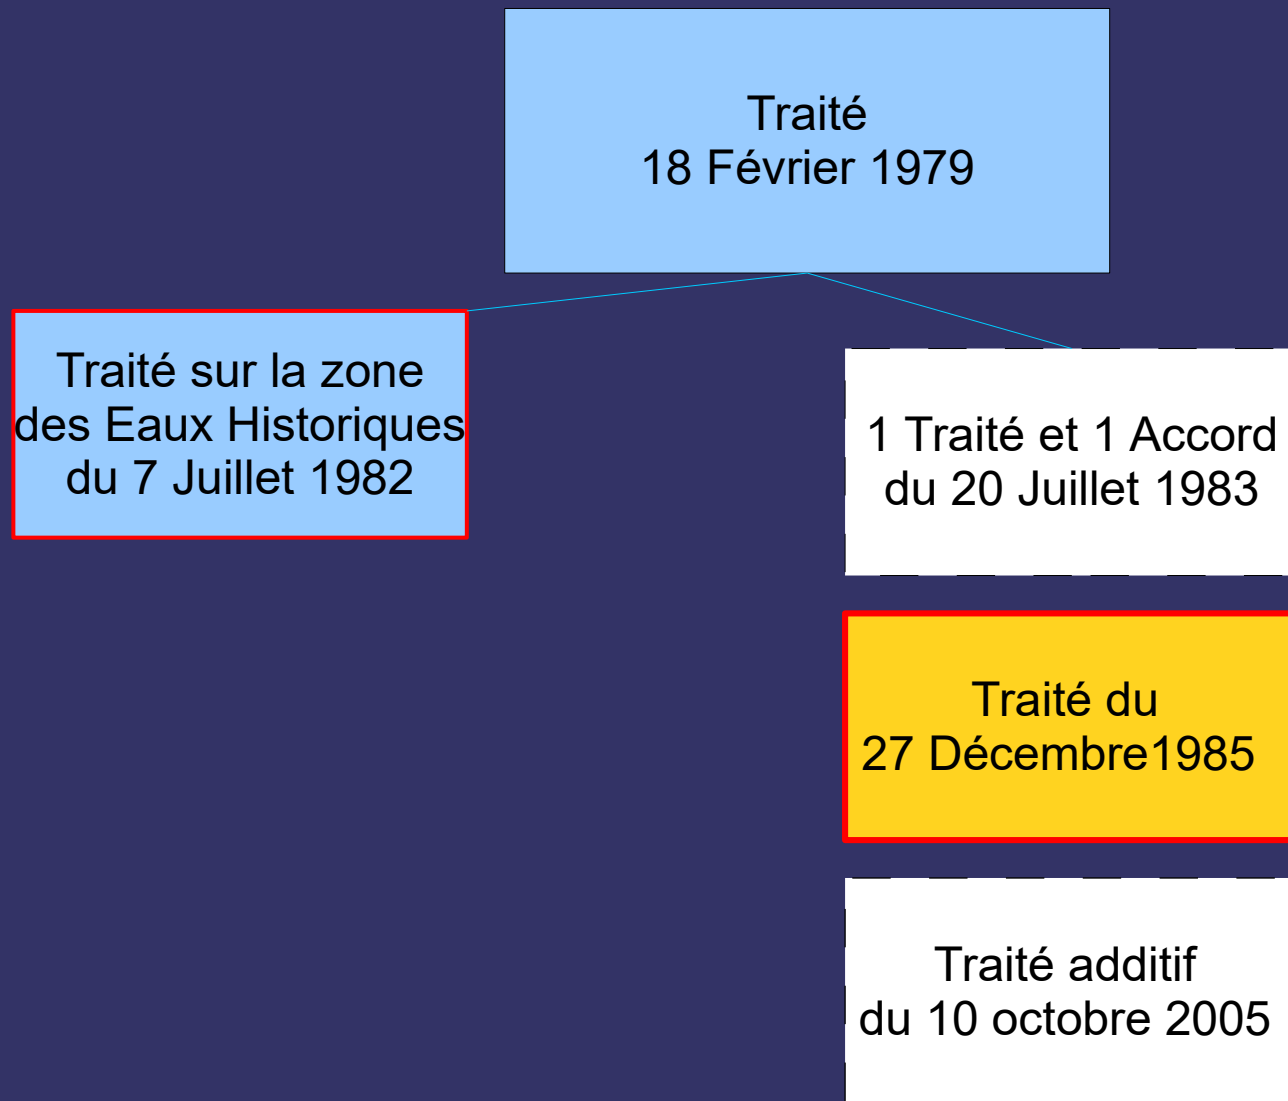 Traité
18 Février 1979
Traité sur la zone
des Eaux Historiques
du 7 Juillet 1982
1 Traité et 1 Accord
du 20 Juillet 1983
Traité du
27 Décembre1985
Traité additif
du 10 octobre 2005